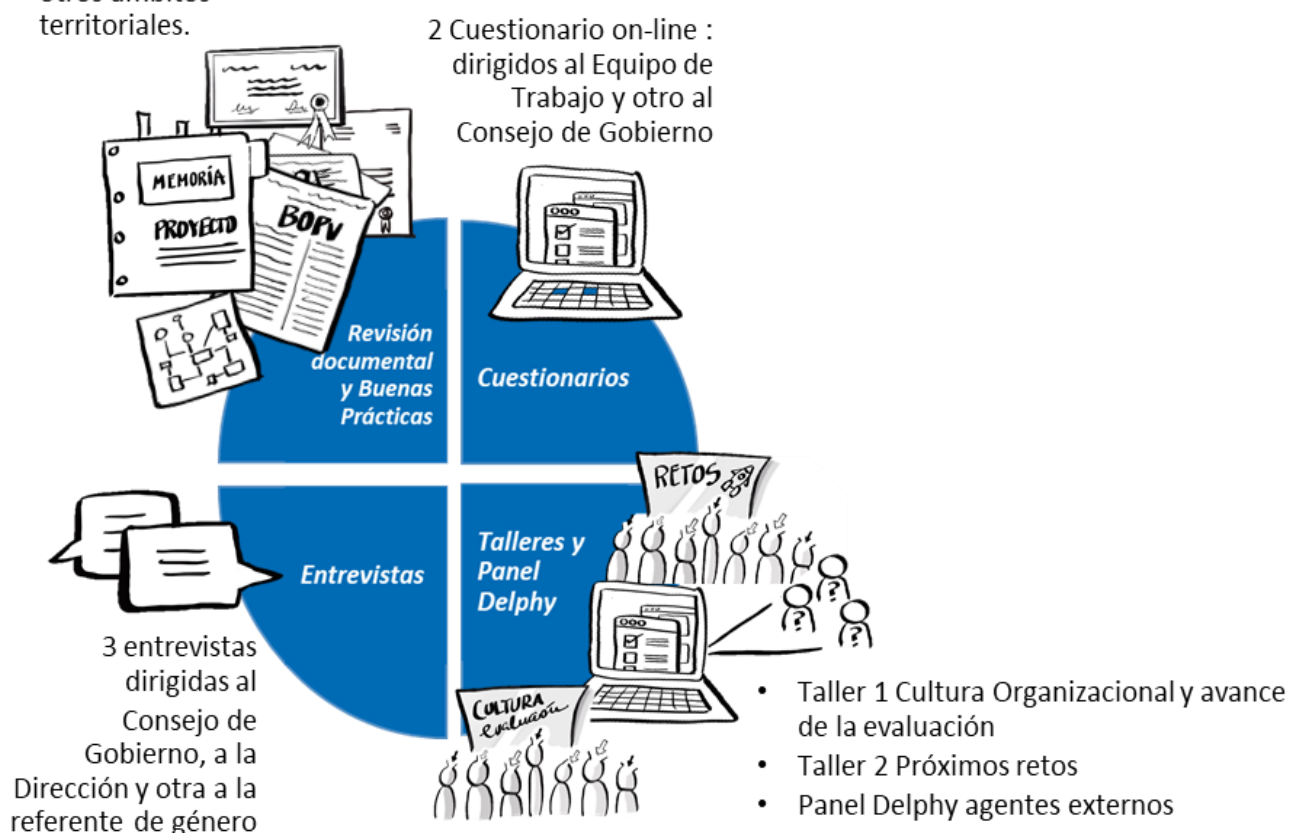 otros ámbitos
territoriales.
2 Cuestionario on-line :
dirigidos al Equipo de
Trabajo y otro al
Consejo de Gobierno
MEMORÍA
PROYECTO
BOPV
Revisión
documental
y Buenas
Prácticas
Cuestionarios
RETOS
Entrevistas
Talleres y
Panel
Delphy
? ? ?
3 entrevistas
dirigidas al
Consejo de
Gobierno, a la
Dirección y otra a la
referente de género
CULTURA
evaluación
• Taller 1 Cultura Organizacional y avance
de la evaluación
• Taller 2 Próximos retos
• Panel Delphy agentes externos